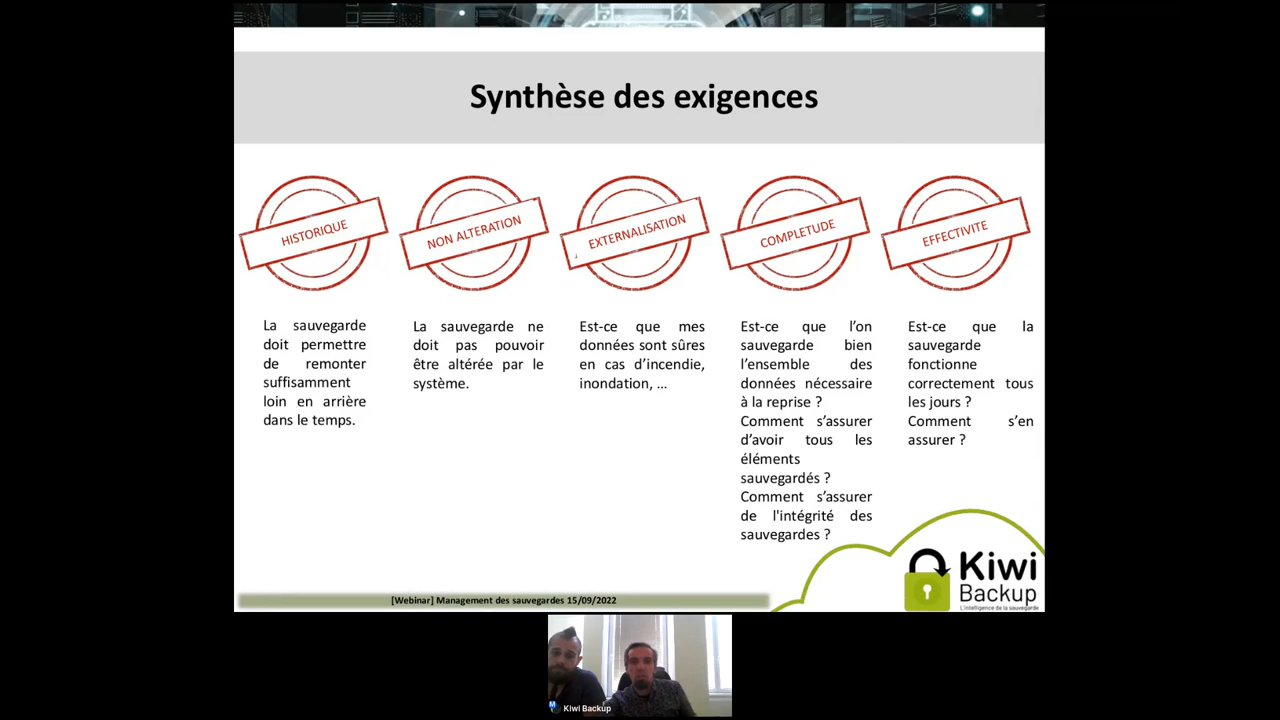 Synthèse des exigences
HISTORIQUE
NON ALTERATION
EXTERNALISATION
COMPLETUDE
EFFECTIVITE
La sauvegarde
doit permettre
de remonter
suffisamment
loin en arrière
dans le temps.
La sauvegarde ne
doit pas pouvoir
être altérée par le
système.
Est-ce que mes
données sont sûres
en cas d’incendie,
inondation, ...
Est-ce que l’on
sauvegarde bien
l’ensemble des
données nécessaire
à la reprise ?
Comment s’assurer
d’avoir tous les
éléments
sauvegardés ?
Comment s’assurer
de l'intégrité des
sauvegardes ?
Est-ce que la
sauvegarde
fonctionne
correctement tous
les jours ?
Comment s’en
assurer ?
Kiwi
Backup
L'intelligence de la sauvegarde
[Webinar] Management des sauvegardes 15/09/2022
Kiwi Backup